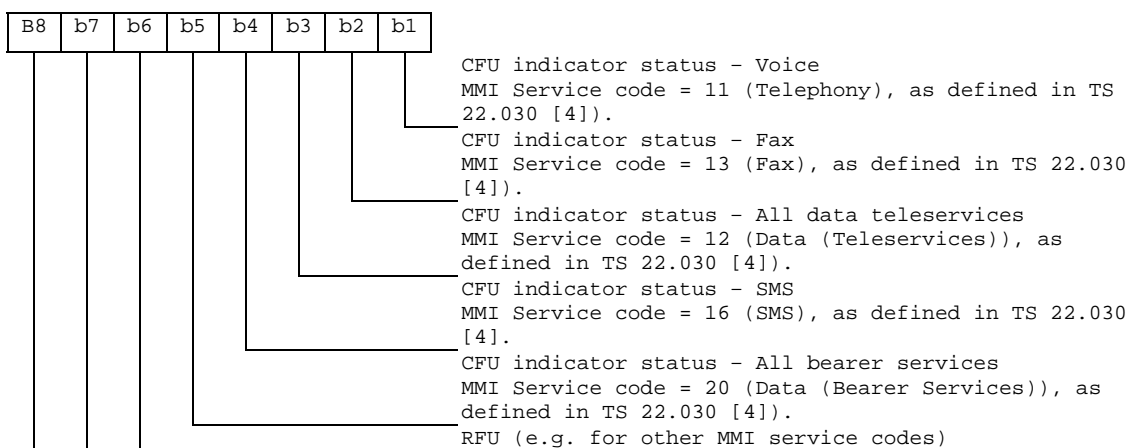 B8 b7 b6 b5 b4 b3 b2 b1
CFU indicator status – Voice
MMI Service code = 11 (Telephony), as defined in TS
22.030 [4]).
CFU indicator status – Fax
MMI Service code = 13 (Fax), as defined in TS 22.030
[4]).
CFU indicator status – All data teleservices
MMI Service code = 12 (Data (Teleservices)), as
defined in TS 22.030 [4]).
CFU indicator status – SMS
MMI Service code = 16 (SMS), as defined in TS 22.030
[4].
CFU indicator status – All bearer services
MMI Service code = 20 (Data (Bearer Services)), as
defined in TS 22.030 [4]).
RFU (e.g. for other MMI service codes)